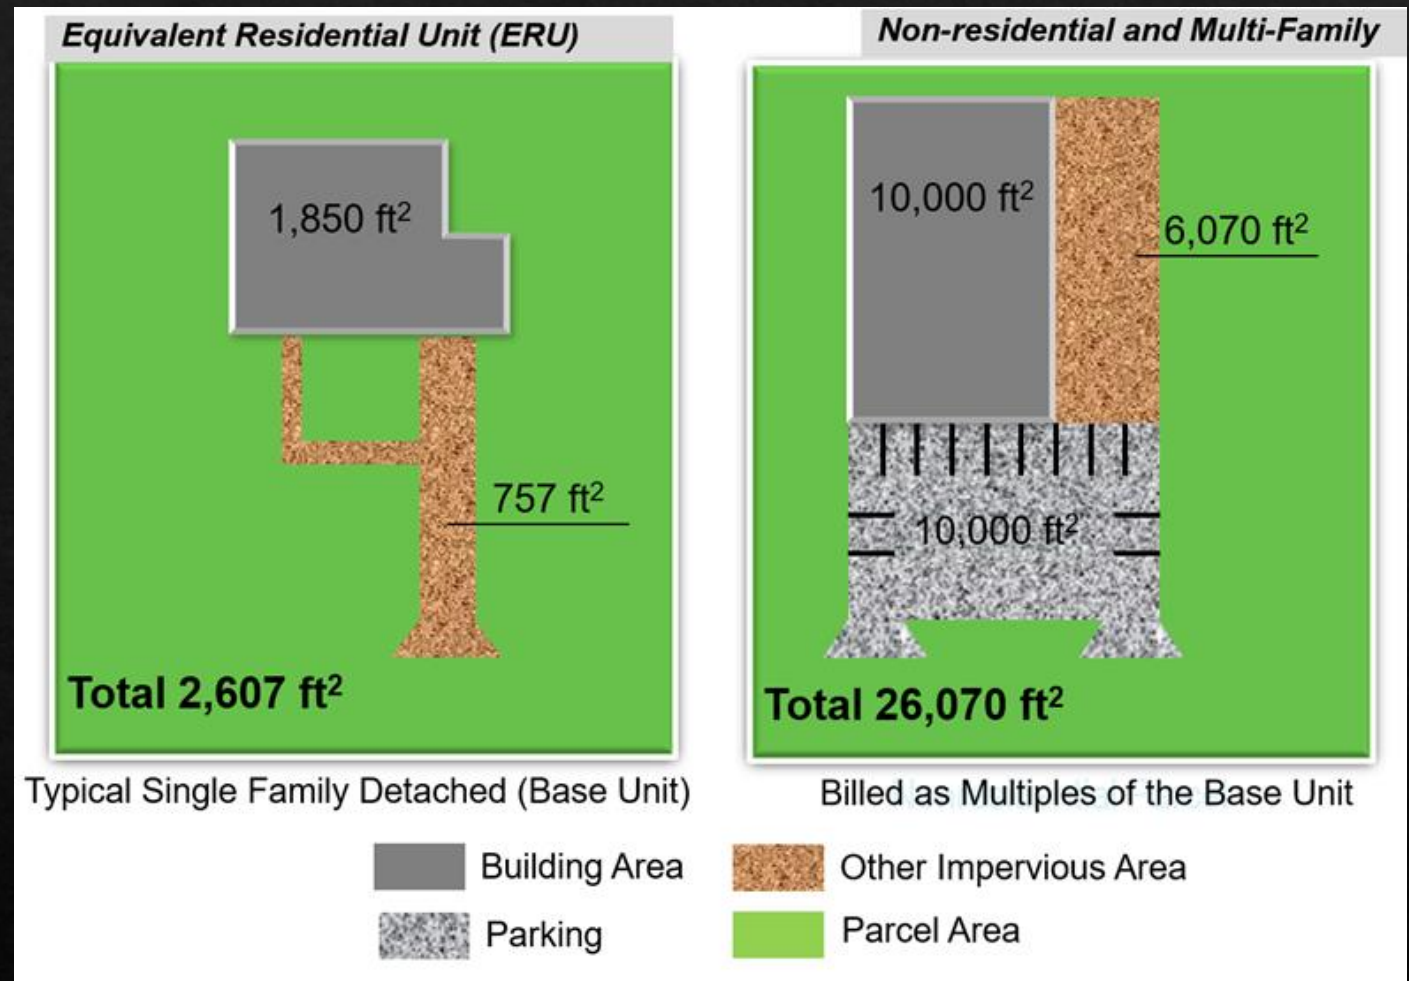 Equivalent Residential Unit (ERU)
1,850 ft²
757 ft²
Total 2,607 ft²
Typical Single Family Detached (Base Unit)
Non-residential and Multi-Family
10,000 ft²
6,070 ft²
10,000 ft²
Total 26,070 ft²
Billed as Multiples of the Base Unit
Building Area
Other Impervious Area
Parking
Parcel Area